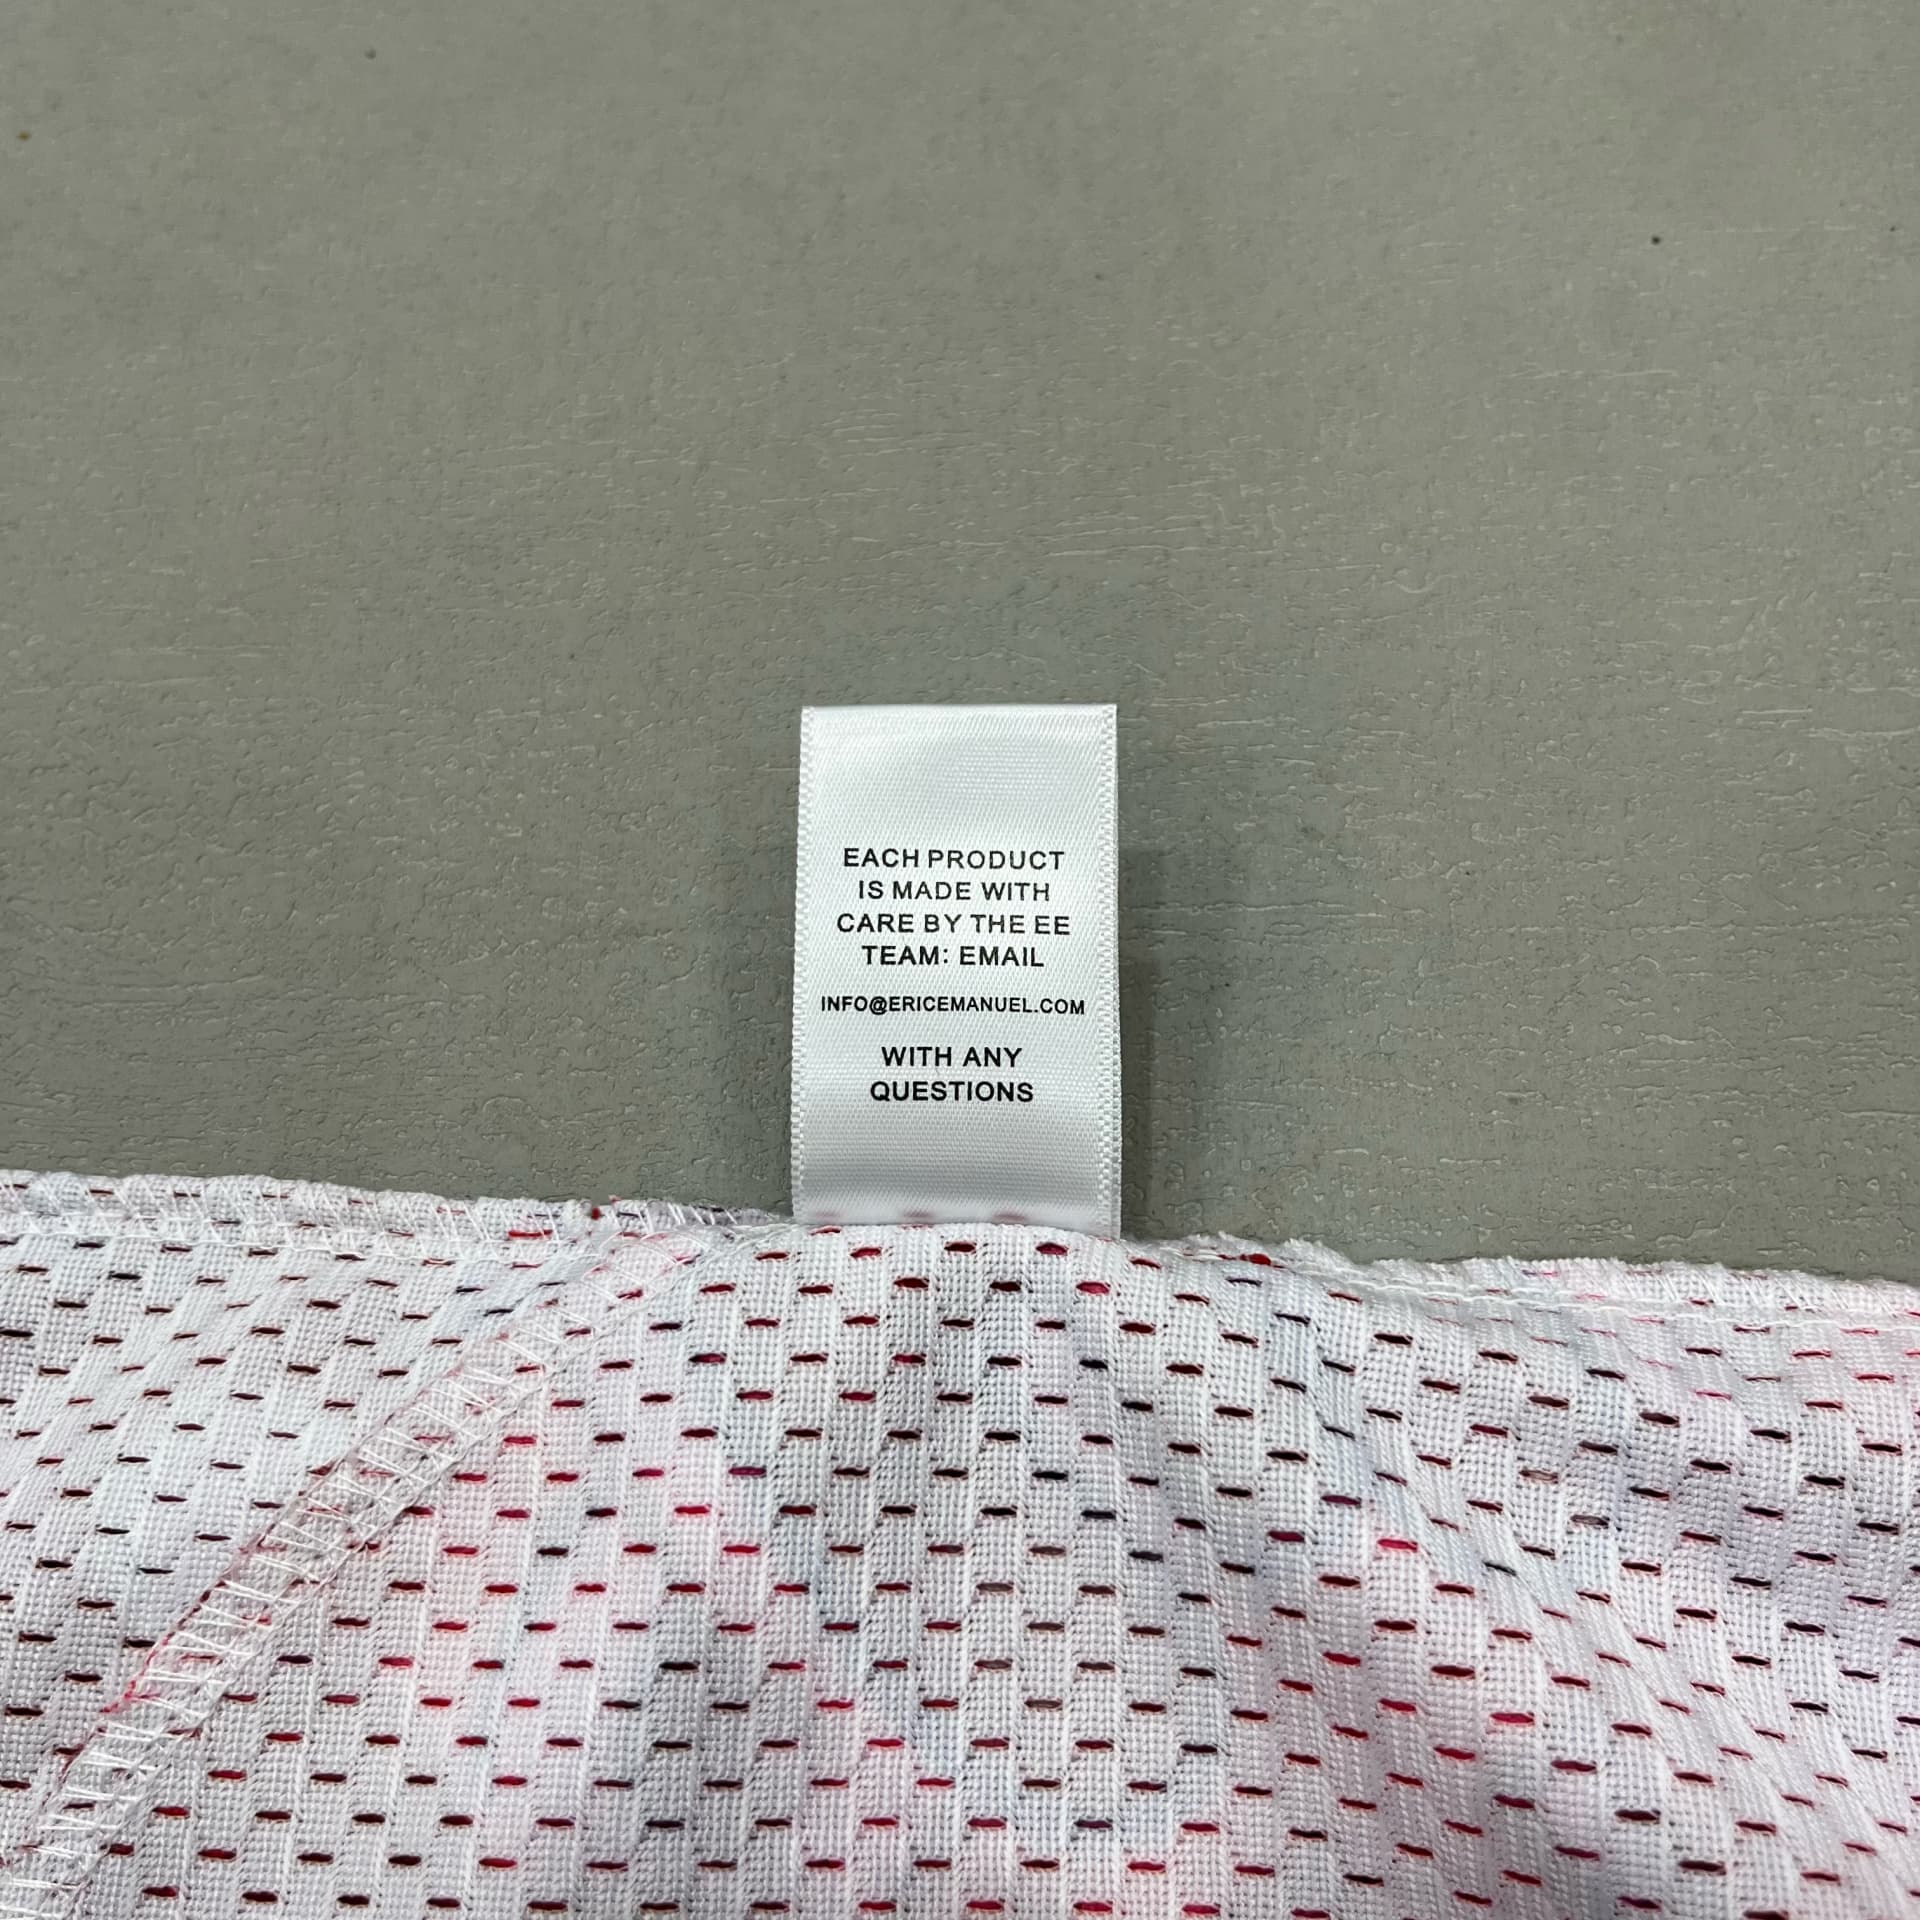 EACH PRODUCT
IS MADE WITH
CARE BY THE EE
TEAM: EMAIL
INFO@ERICEMANUEL.COM
WITH ANY
QUESTIONS